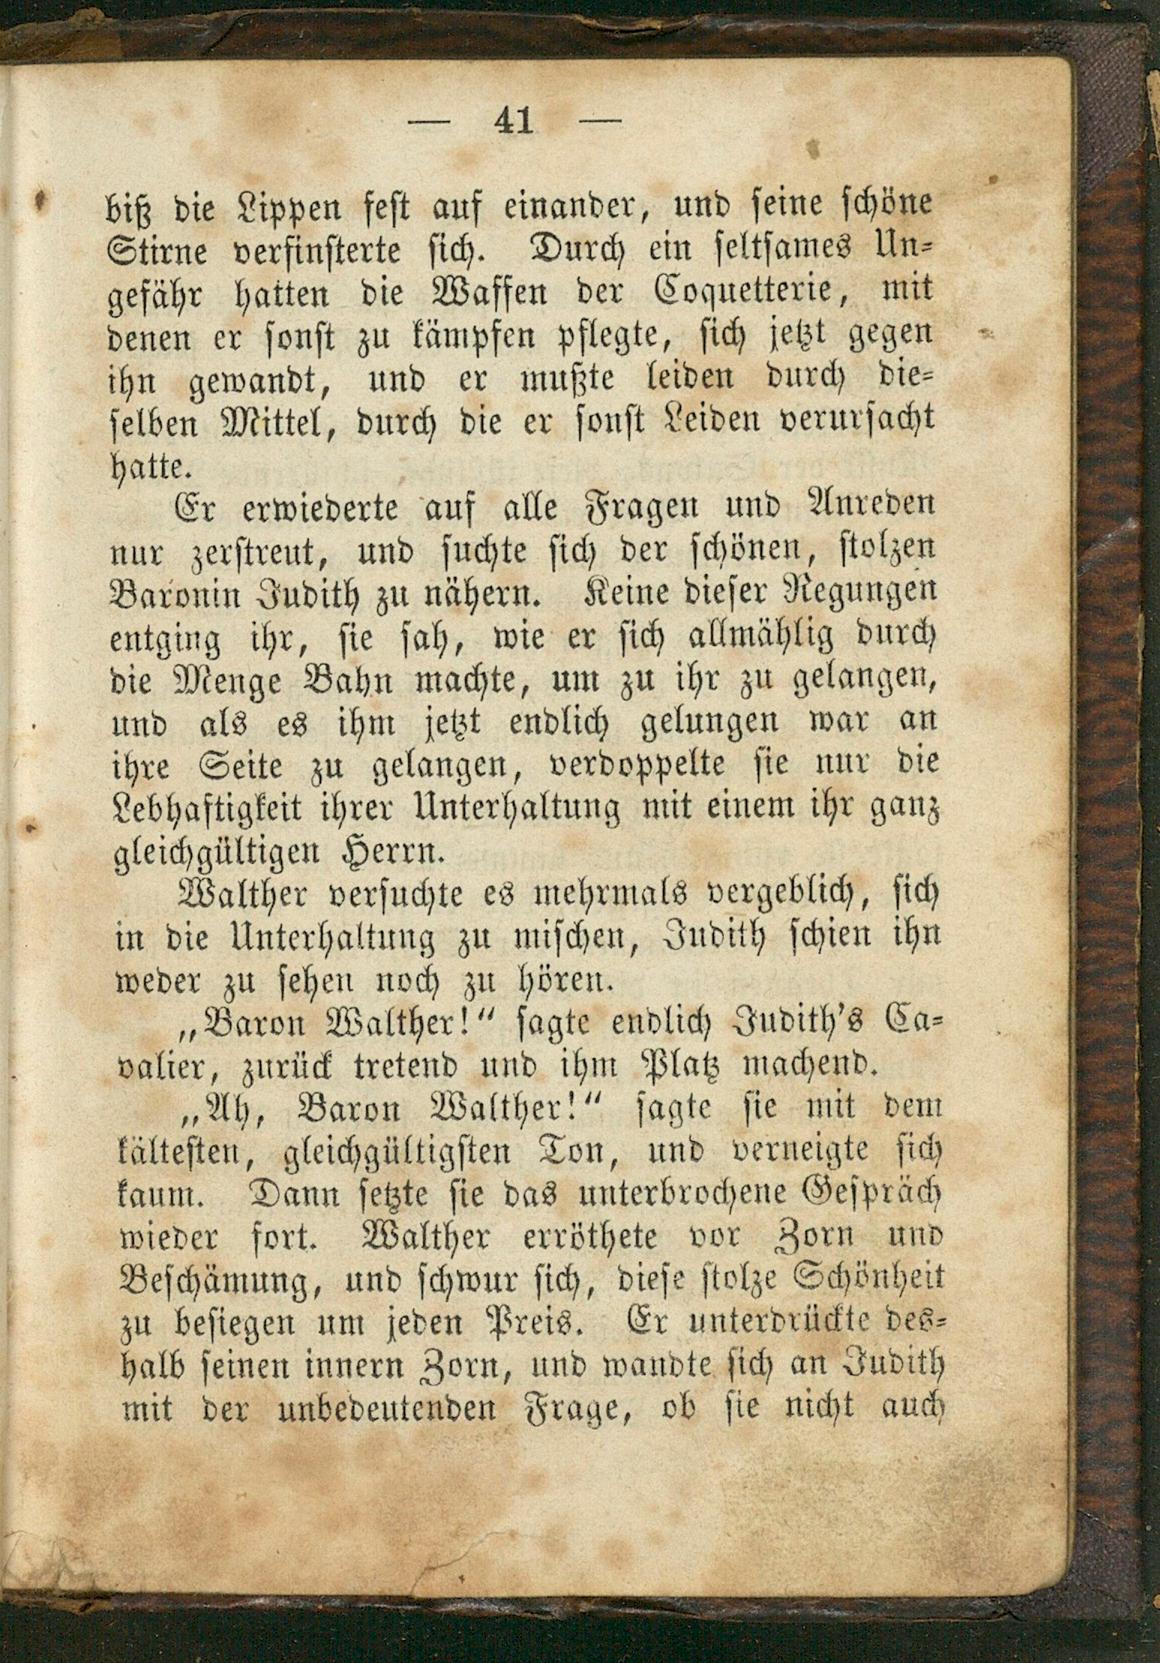 — 41 —
biß die Lippen fest auf einander, und seine schöne
Stirne verfinsterte sich. Durch ein seltsames Un-
gefähr hatten die Waffen der Coquetterie, mit
denen er sonst zu kämpfen pflegte, sich jetzt gegen
ihn gewandt, und er mußte leiden durch die-
selben Mittel, durch die er sonst Leiden verursacht
hatte.
Er erwiederte auf alle Fragen und Anreden
nur zerstreut, und suchte sich der schönen, stolzen
Baronin Judith zu nähern. Keine dieser Regungen
entging ihr, sie sah, wie er sich allmählig durch
die Menge Bahn machte, um zu ihr zu gelangen,
und als es ihm jetzt endlich gelungen war an
ihre Seite zu gelangen, verdoppelte sie nur die
Lebhaftigkeit ihrer Unterhaltung mit einem ihr ganz
gleichgültigen Herrn.
Walther versuchte es mehrmals vergeblich, sich
in die Unterhaltung zu mischen, Judith schien ihn
weder zu sehen noch zu hören.
„Baron Walther!“ sagte endlich Judith's Ca-
valier, zurück tretend und ihm Platz machend.
„Ah, Baron Walther!“ sagte sie mit dem
kältesten, gleichgültigsten Ton, und verneigte sich
kaum. Dann setzte sie das unterbrochene Gespräch
wieder fort. Walther erröthete vor Zorn und
Beschämung, und schwur sich, diese stolze Schönheit
zu besiegen um jeden Preis. Er unterdrückte des-
halb seinen innern Zorn, und wandte sich an Judith
mit der unbedeutenden Frage, ob sie nicht auch